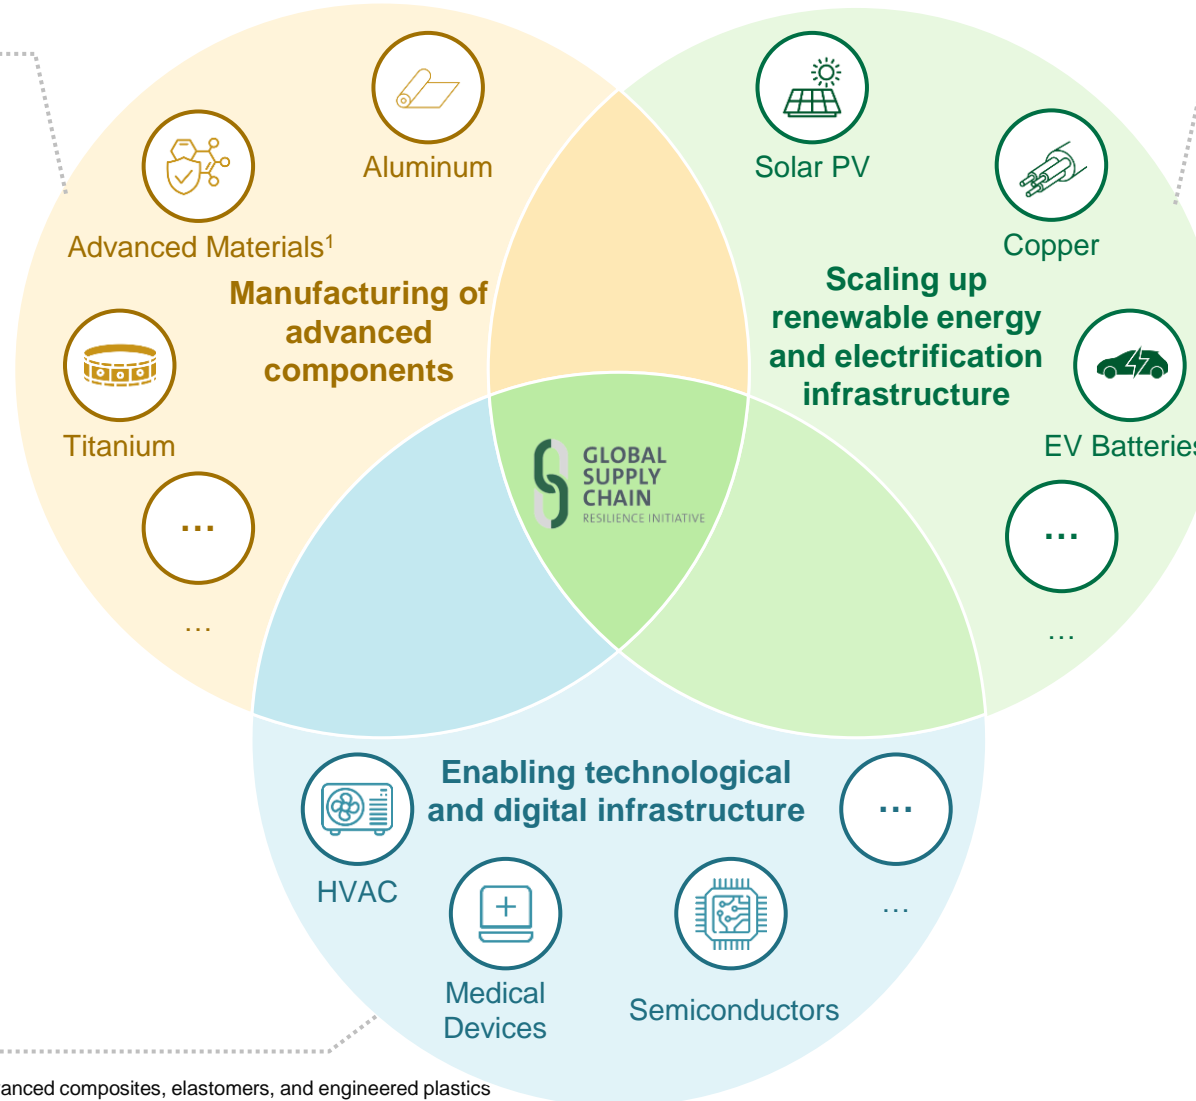 Aluminum
Solar PV
Advanced Materials¹
Copper
Manufacturing of
advanced
components
Scaling up
renewable energy
and electrification
infrastructure
Titanium
EV Batteries
GLOBAL
SUPPLY
CHAIN
RESILIENCE INITIATIVE
...
...
...
...
Enabling technological
and digital infrastructure
...
HVAC
...
Medical
Devices
Semiconductors
composites, elastomers, and engineered plastics